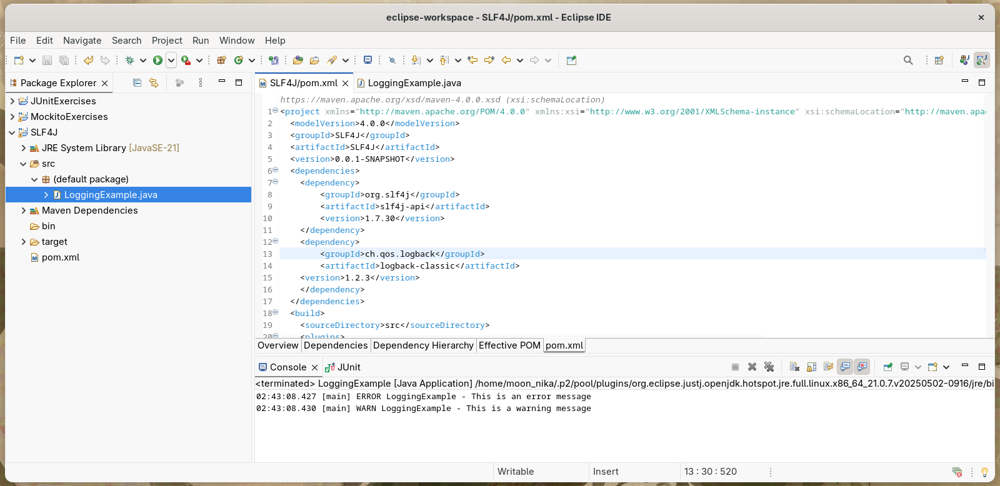 eclipse-workspace - SLF4J/pom.xml - Eclipse IDE
File Edit Navigate Search Project Run Window Help
Package Explorer
JUnitExercises
MockitoExercises
SLF4J
JRE System Library [JavaSE-21]
src
(default package)
LoggingExample.java
Maven Dependencies
bin
target
pom.xml
SLF4J/pom.xml LoggingExample.java
https://maven.apache.org/xsd/maven-4.0.0.xsd (xsi:schemaLocation)
1 <project xmlns="http://maven.apache.org/POM/4.0.0" xmlns:xsi="http://www.w3.org/2001/XMLSchema-instance" xsi:schemaLocation="http://maven.apa
2 <modelVersion>4.0.0</modelVersion>
3 <groupId>SLF4J</groupId>
4 <artifactId>SLF4J</artifactId>
5 <version>0.0.1-SNAPSHOT</version>
6 <dependencies>
7 <dependency>
8 <groupId>org.slf4j</groupId>
9 <artifactId>slf4j-api</artifactId>
10 <version>1.7.30</version>
11 </dependency>
12 <dependency>
13 <groupId>ch.qos.logback</groupId>
14 <artifactId>logback-classic</artifactId>
15 <version>1.2.3</version>
16 </dependency>
17 </dependencies>
18 <build>
19 <sourceDirectory>src</sourceDirectory>
20 <plugins>
Overview Dependencies Dependency Hierarchy Effective POM pom.xml
Console JUnit
<terminated> LoggingExample [Java Application] /home/moon_nika/.p2/pool/plugins/org.eclipse.justj.openjdk.hotspot.jre.full.linux.x86_64_21.0.7.v20250502-0916/jre/bi
02:43:08.427 [main] ERROR LoggingExample - This is an error message
02:43:08.430 [main] WARN LoggingExample - This is a warning message
Writable Insert 13 : 30 : 520